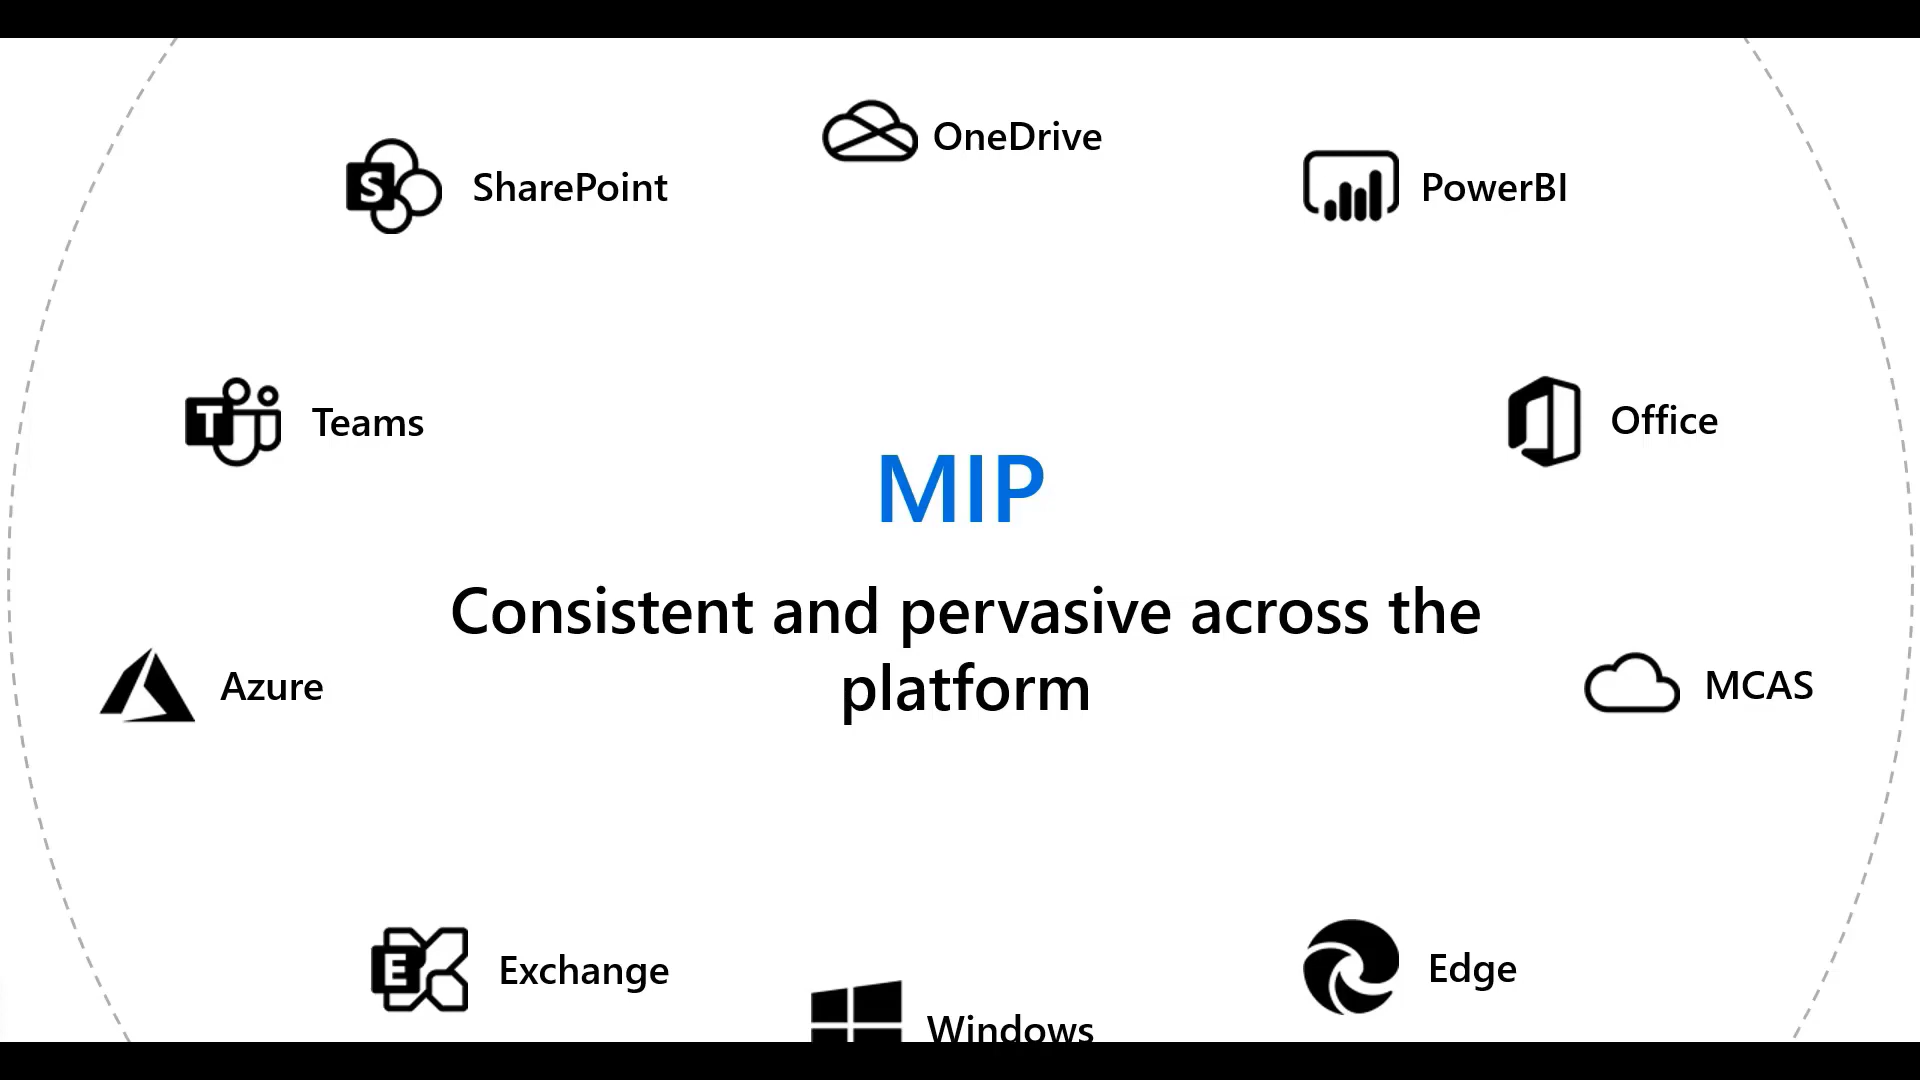 OneDrive
SharePoint
PowerBI
Teams
Office
MIP
Consistent and pervasive across the
platform
Azure
MCAS
Exchange
Edge
Windows